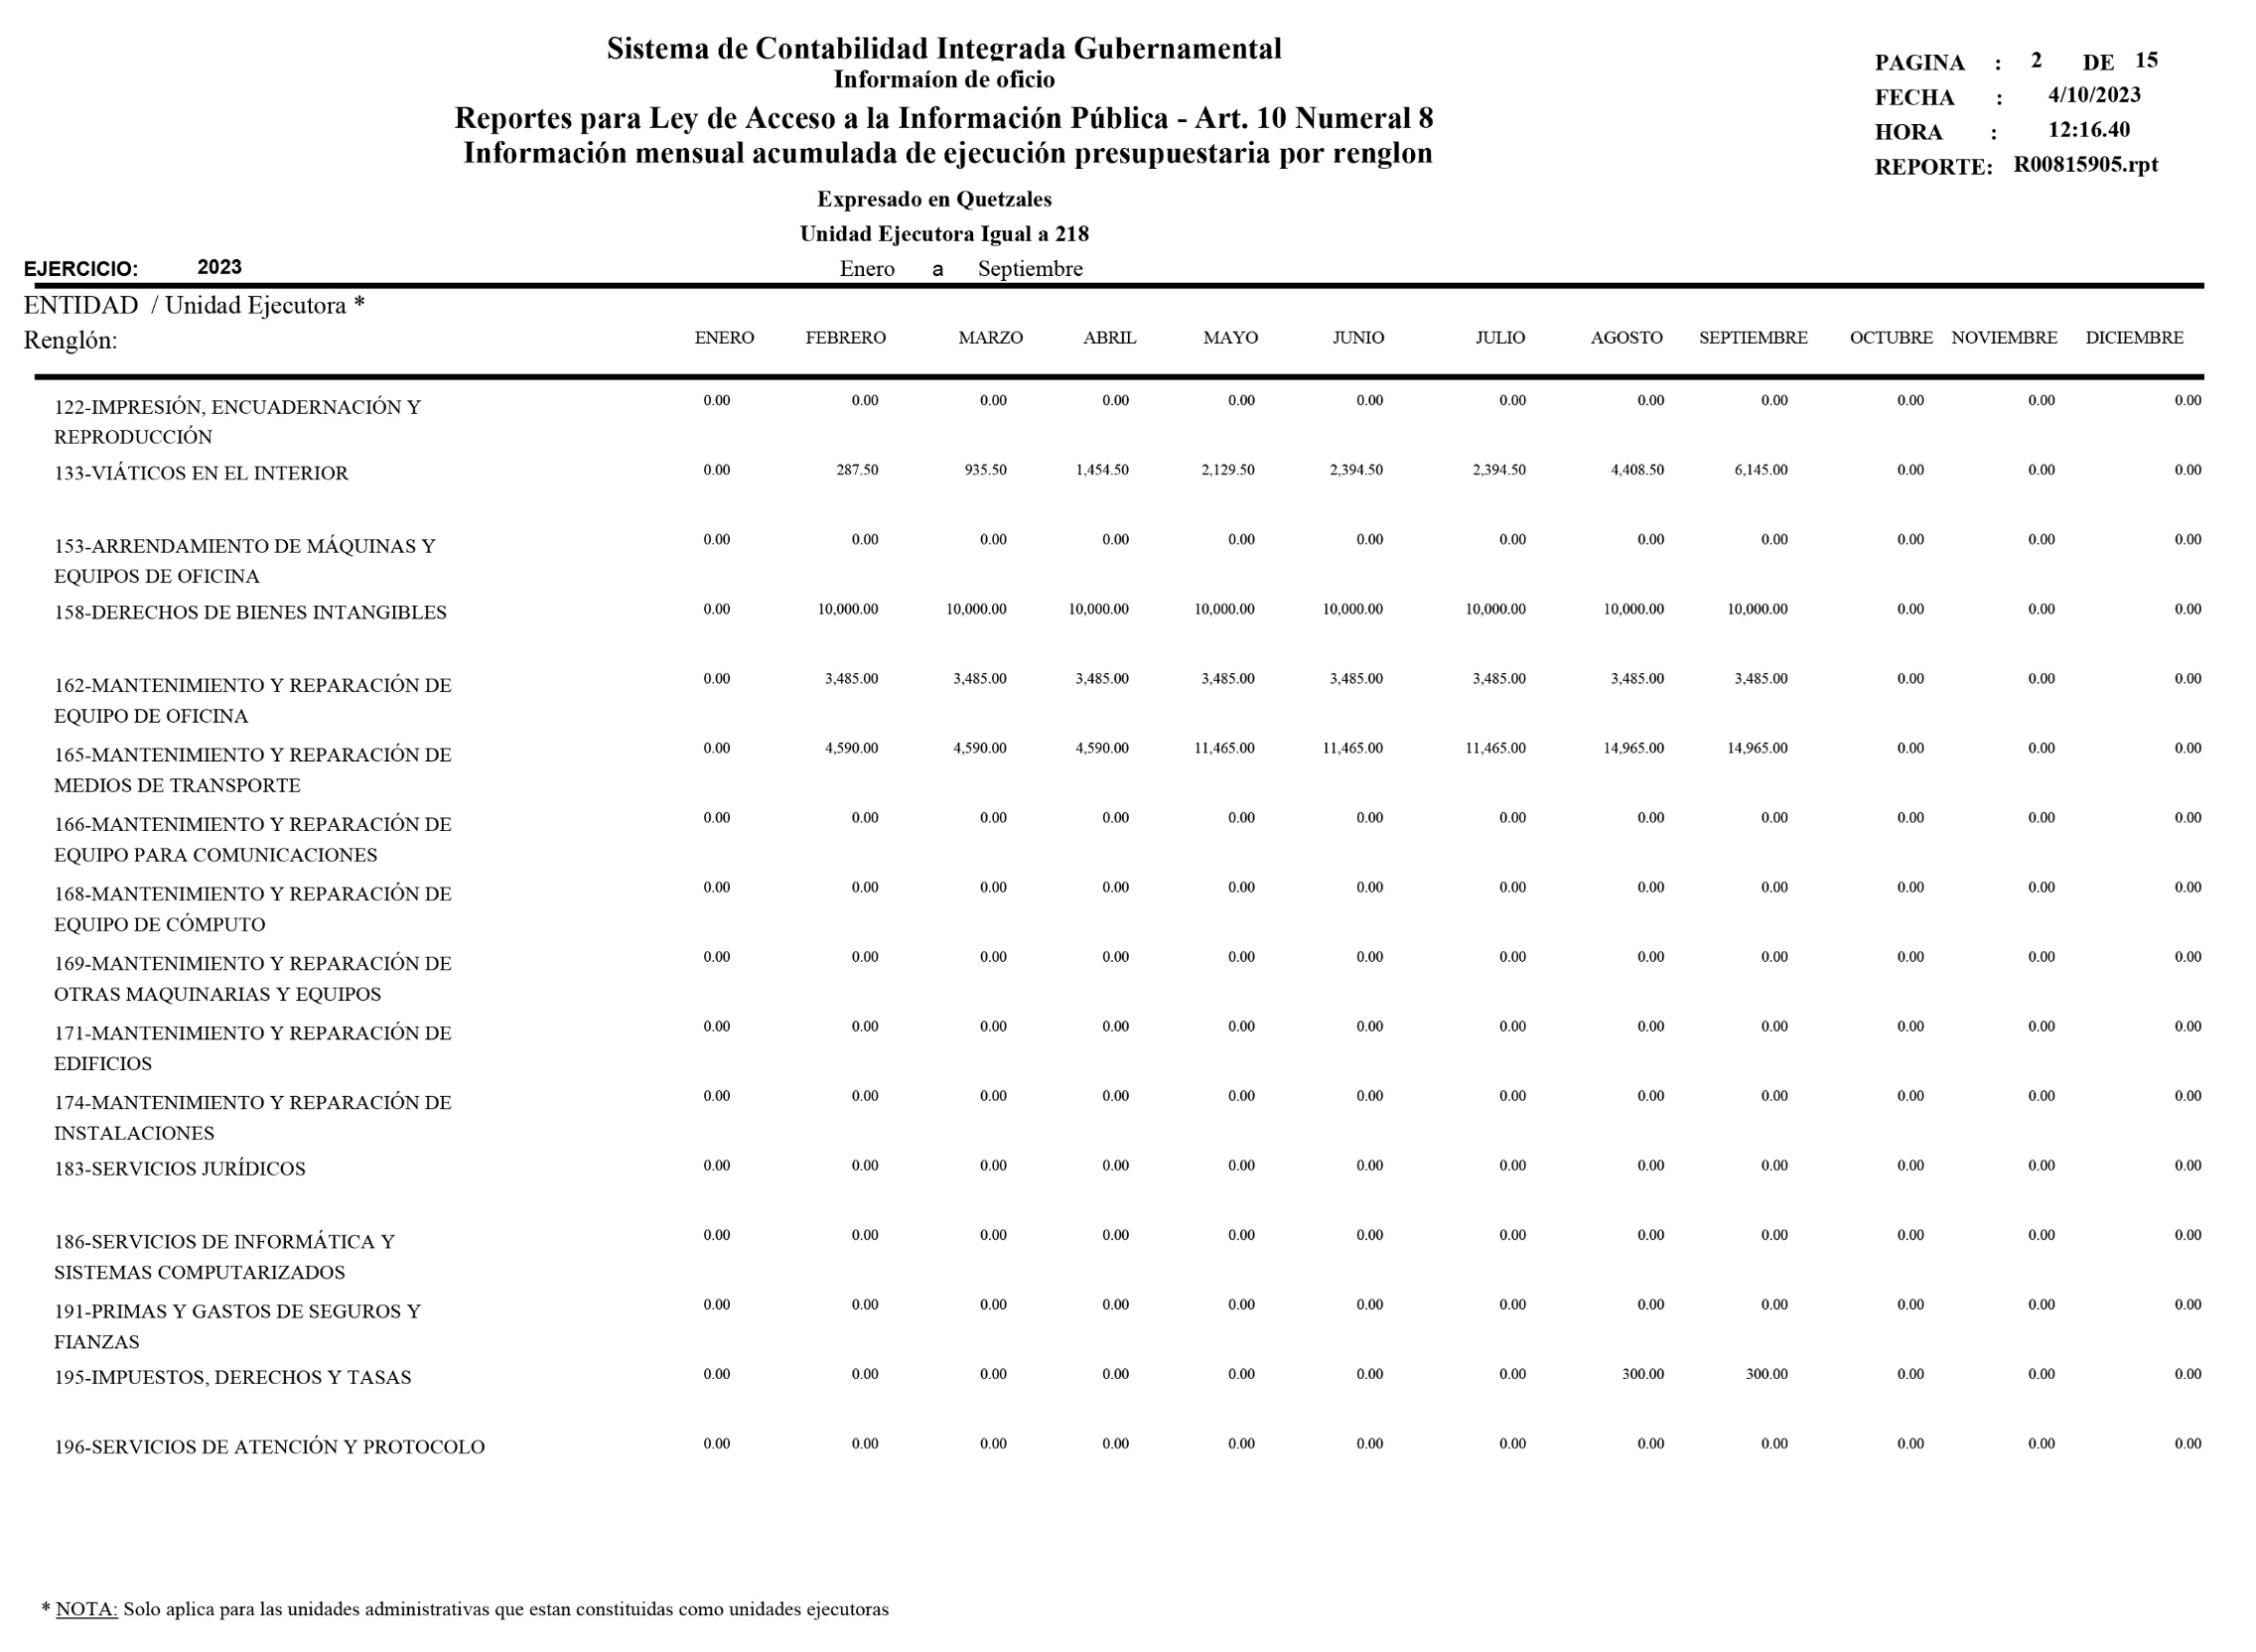 Sistema de Contabilidad Integrada Gubernamental
Informaíon de oficio
Reportes para Ley de Acceso a la Información Pública - Art. 10 Numeral 8
Información mensual acumulada de ejecución presupuestaria por renglon
Expresado en Quetzales
Unidad Ejecutora Igual a 218
PAGINA : 2 DE 15
FECHA : 4/10/2023
HORA : 12:16.40
REPORTE: R00815905.rpt
EJERCICIO: 2023 Enero a Septiembre
ENTIDAD / Unidad Ejecutora *
Renglón: ENERO FEBRERO MARZO ABRIL MAYO JUNIO JULIO AGOSTO SEPTIEMBRE OCTUBRE NOVIEMBRE DICIEMBRE
122-IMPRESIÓN, ENCUADERNACIÓN Y 0.00 0.00 0.00 0.00 0.00 0.00 0.00 0.00 0.00 0.00 0.00 0.00
REPRODUCCIÓN
133-VIÁTICOS EN EL INTERIOR 0.00 287.50 935.50 1,454.50 2,129.50 2,394.50 2,394.50 4,408.50 6,145.00 0.00 0.00 0.00
153-ARRENDAMIENTO DE MÁQUINAS Y 0.00 0.00 0.00 0.00 0.00 0.00 0.00 0.00 0.00 0.00 0.00 0.00
EQUIPOS DE OFICINA
158-DERECHOS DE BIENES INTANGIBLES 0.00 10,000.00 10,000.00 10,000.00 10,000.00 10,000.00 10,000.00 10,000.00 10,000.00 0.00 0.00 0.00
162-MANTENIMIENTO Y REPARACIÓN DE 0.00 3,485.00 3,485.00 3,485.00 3,485.00 3,485.00 3,485.00 3,485.00 3,485.00 0.00 0.00 0.00
EQUIPO DE OFICINA
165-MANTENIMIENTO Y REPARACIÓN DE 0.00 4,590.00 4,590.00 4,590.00 11,465.00 11,465.00 11,465.00 14,965.00 14,965.00 0.00 0.00 0.00
MEDIOS DE TRANSPORTE
166-MANTENIMIENTO Y REPARACIÓN DE 0.00 0.00 0.00 0.00 0.00 0.00 0.00 0.00 0.00 0.00 0.00 0.00
EQUIPO PARA COMUNICACIONES
168-MANTENIMIENTO Y REPARACIÓN DE 0.00 0.00 0.00 0.00 0.00 0.00 0.00 0.00 0.00 0.00 0.00 0.00
EQUIPO DE CÓMPUTO
169-MANTENIMIENTO Y REPARACIÓN DE 0.00 0.00 0.00 0.00 0.00 0.00 0.00 0.00 0.00 0.00 0.00 0.00
OTRAS MAQUINARIAS Y EQUIPOS
171-MANTENIMIENTO Y REPARACIÓN DE 0.00 0.00 0.00 0.00 0.00 0.00 0.00 0.00 0.00 0.00 0.00 0.00
EDIFICIOS
174-MANTENIMIENTO Y REPARACIÓN DE 0.00 0.00 0.00 0.00 0.00 0.00 0.00 0.00 0.00 0.00 0.00 0.00
INSTALACIONES
183-SERVICIOS JURÍDICOS 0.00 0.00 0.00 0.00 0.00 0.00 0.00 0.00 0.00 0.00 0.00 0.00
186-SERVICIOS DE INFORMÁTICA Y 0.00 0.00 0.00 0.00 0.00 0.00 0.00 0.00 0.00 0.00 0.00 0.00
SISTEMAS COMPUTARIZADOS
191-PRIMAS Y GASTOS DE SEGUROS Y 0.00 0.00 0.00 0.00 0.00 0.00 0.00 0.00 0.00 0.00 0.00 0.00
FIANZAS
195-IMPUESTOS, DERECHOS Y TASAS 0.00 0.00 0.00 0.00 0.00 0.00 0.00 300.00 300.00 0.00 0.00 0.00
196-SERVICIOS DE ATENCIÓN Y PROTOCOLO 0.00 0.00 0.00 0.00 0.00 0.00 0.00 0.00 0.00 0.00 0.00 0.00
* NOTA: Solo aplica para las unidades administrativas que estan constituidas como unidades ejecutoras